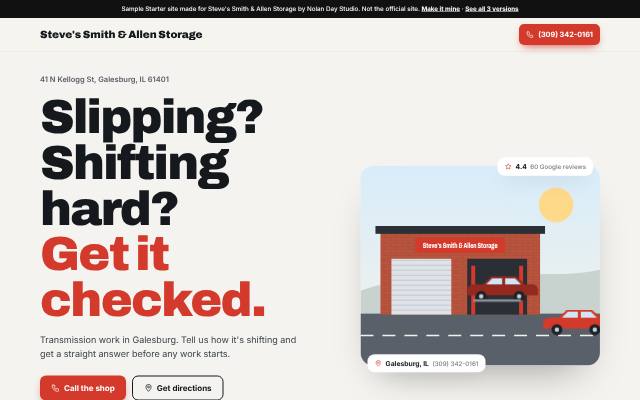 Sample Starter site made for Steve's Smith & Allen Storage by Nolan Day Studio. Not the official site. Make it mine · See all 3 versions
Steve's Smith & Allen Storage
(309) 342-0161
41 N Kellogg St, Galesburg, IL 61401
Slipping?
Shifting
hard?
Get it
checked.
4.4 60 Google reviews
Steve's Smith & Allen Storage
Galesburg, IL (309) 342-0161
Transmission work in Galesburg. Tell us how it's shifting and
get a straight answer before any work starts.
Call the shop
Get directions